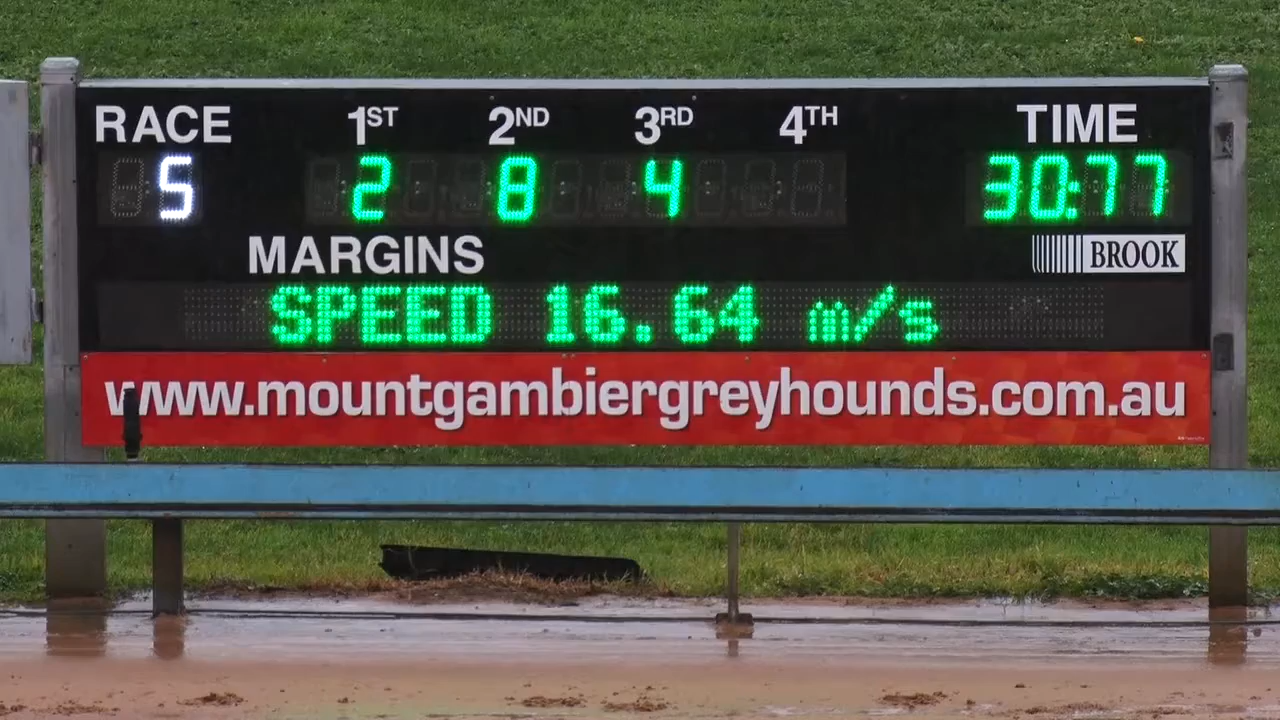 RACE 1ST 2ND 3RD 4TH TIME
5 2 8 4 30:77
MARGINS BROOK
SPEED 16.64 m/s
www.mountgambiergreyhounds.com.au